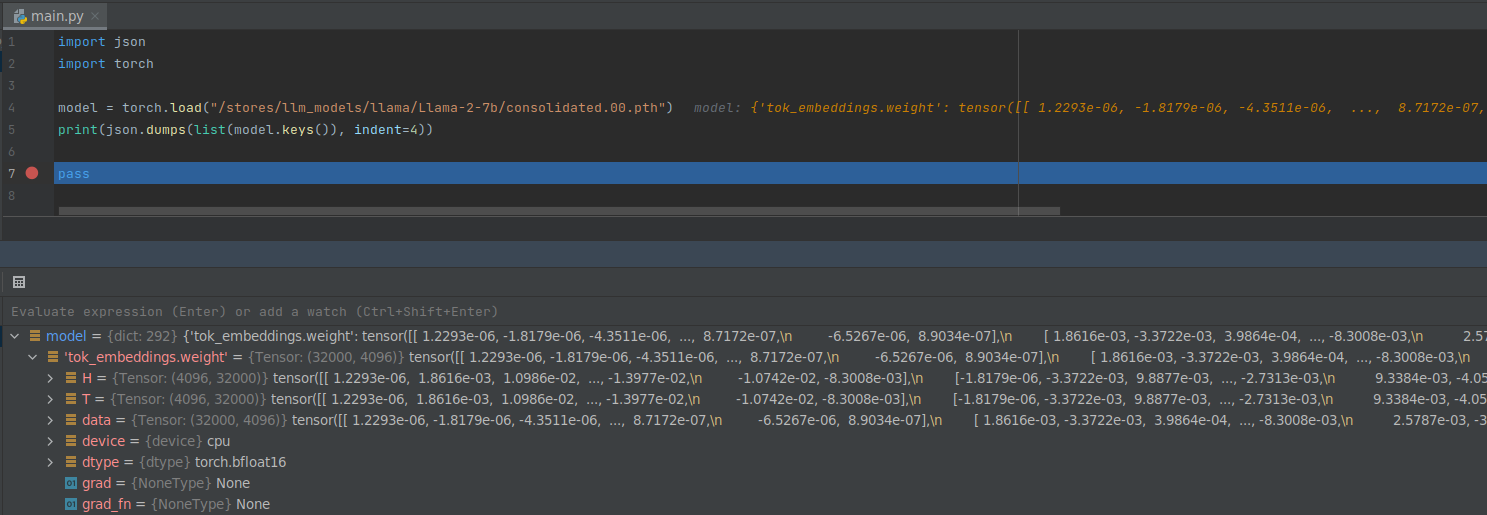 main.py
1 import json
2 import torch
3
4 model = torch.load("/stores/llm_models/llama/Llama-2-7b/consolidated.00.pth") model: {'tok_embeddings.weight': tensor([[ 1.2293e-06, -1.8179e-06, -4.3511e-06, ..., 8.7172e-07,
5 print(json.dumps(list(model.keys()), indent=4))
6
7 pass
8
Evaluate expression (Enter) or add a watch (Ctrl+Shift+Enter)
model = {dict: 292} {'tok_embeddings.weight': tensor([[ 1.2293e-06, -1.8179e-06, -4.3511e-06, ..., 8.7172e-07,\n -6.5267e-06, 8.9034e-07],\n [ 1.8616e-03, -3.3722e-03, 3.9864e-04, ..., -8.3008e-03,\n 2.57
'tok_embeddings.weight' = {Tensor: (32000, 4096)} tensor([[ 1.2293e-06, -1.8179e-06, -4.3511e-06, ..., 8.7172e-07,\n -6.5267e-06, 8.9034e-07],\n [ 1.8616e-03, -3.3722e-03, 3.9864e-04, ..., -8.3008e-03,\n
H = {Tensor: (4096, 32000)} tensor([[ 1.2293e-06, 1.8616e-03, 1.0986e-02, ..., -1.3977e-02,\n -1.0742e-02, -8.3008e-03],\n [-1.8179e-06, -3.3722e-03, 9.8877e-03, ..., -2.7313e-03,\n 9.3384e-03, -4.05
T = {Tensor: (4096, 32000)} tensor([[ 1.2293e-06, 1.8616e-03, 1.0986e-02, ..., -1.3977e-02,\n -1.0742e-02, -8.3008e-03],\n [-1.8179e-06, -3.3722e-03, 9.8877e-03, ..., -2.7313e-03,\n 9.3384e-03, -4.05
data = {Tensor: (32000, 4096)} tensor([[ 1.2293e-06, -1.8179e-06, -4.3511e-06, ..., 8.7172e-07,\n -6.5267e-06, 8.9034e-07],\n [ 1.8616e-03, -3.3722e-03, 3.9864e-04, ..., -8.3008e-03,\n 2.5787e-03, -3
device = {device} cpu
dtype = {dtype} torch.bfloat16
01 grad = {NoneType} None
01 grad_fn = {NoneType} None